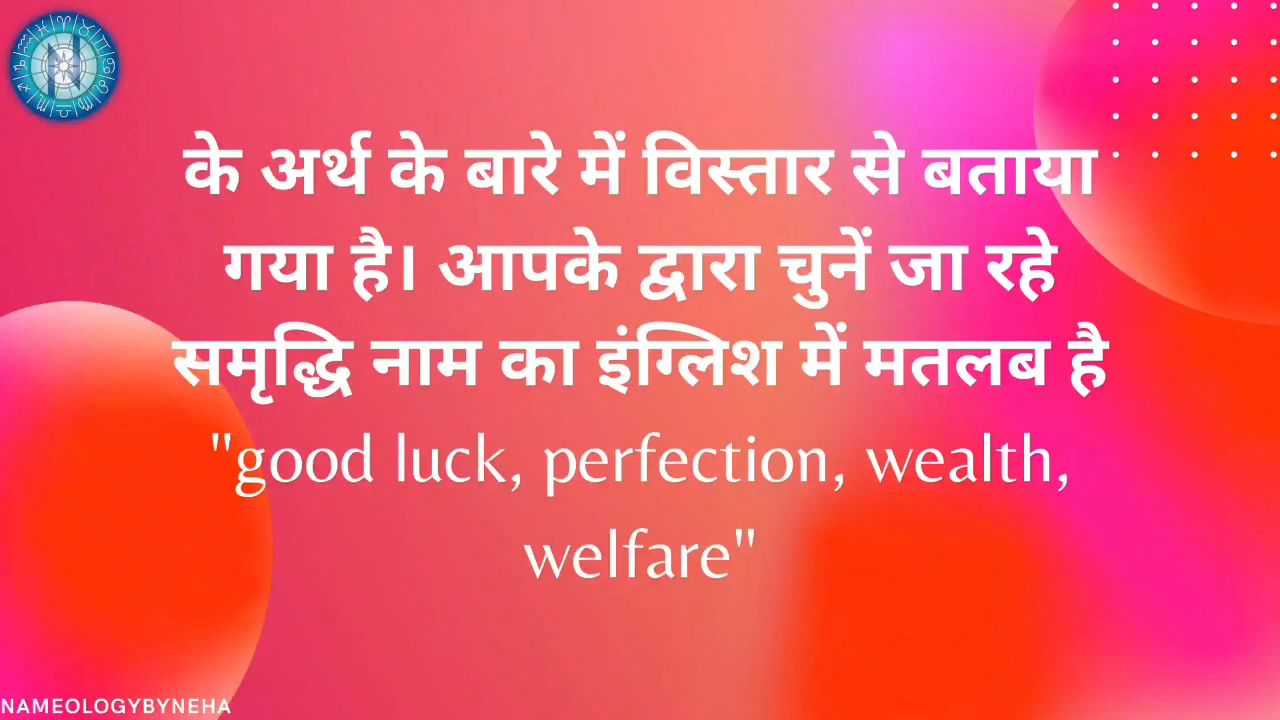 के अर्थ के बारे में विस्तार से बताया
गया है। आपके द्वारा चुनें जा रहे
समृद्धि नाम का इंग्लिश में मतलब है
"good luck, perfection, wealth,
welfare"
NAMEOLOGYBYNEHA